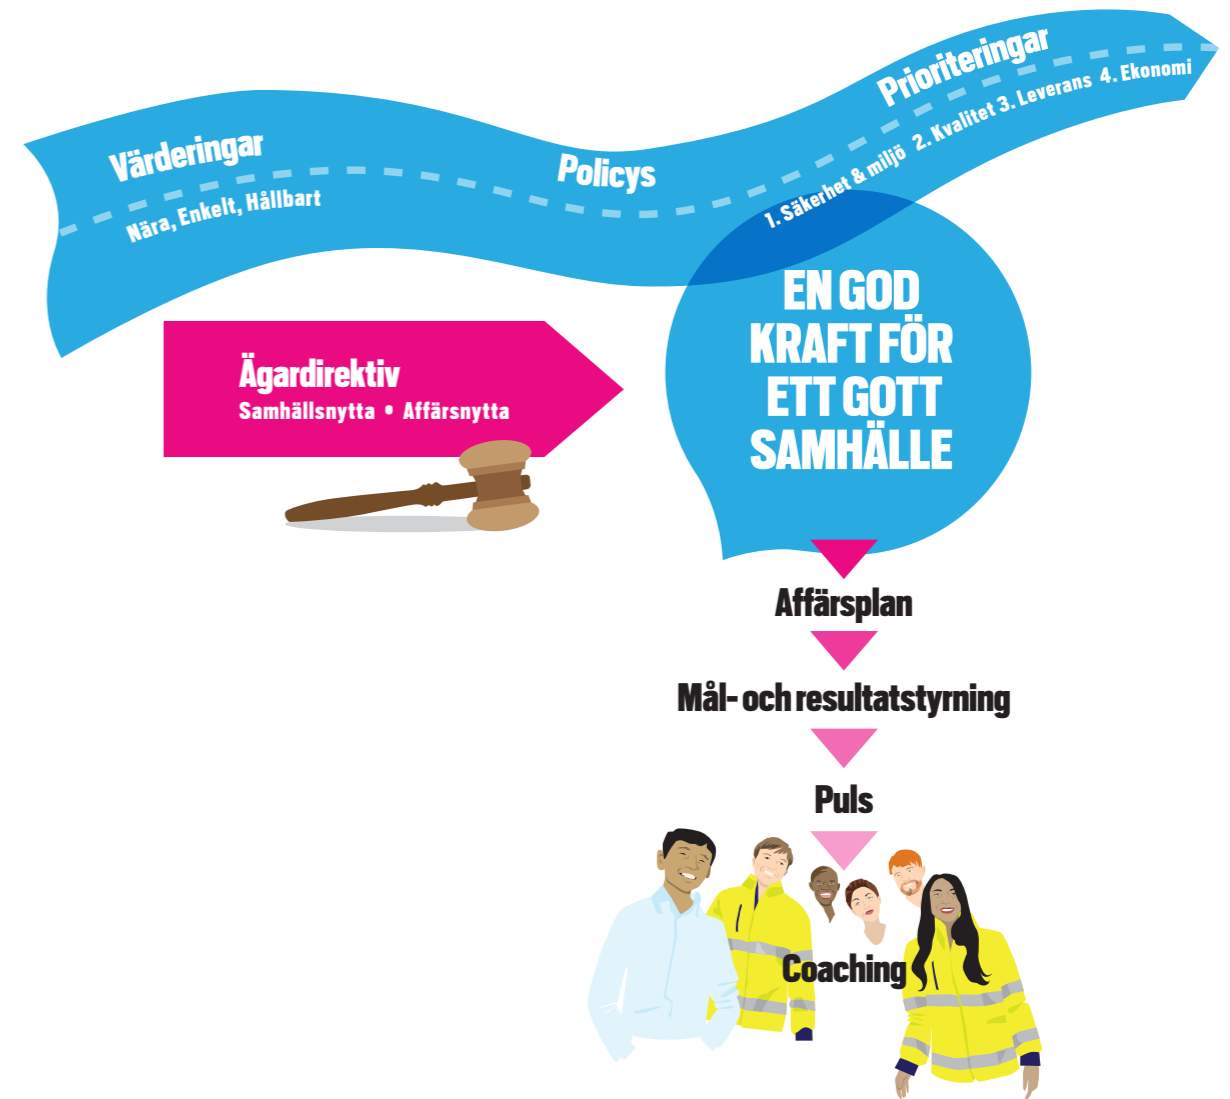 Värderingar
Nära, Enkelt, Hållbart
Policys
Prioriteringar
1. Säkerhet & miljö 2. Kvalitet 3. Leverans 4. Ekonomi
Ägardirektiv
Samhällsnytta • Affärsnytta
EN GOD
KRAFT FÖR
ETT GOTT
SAMHÄLLE
Affärsplan
Mål- och resultatstyrning
Puls
Coaching